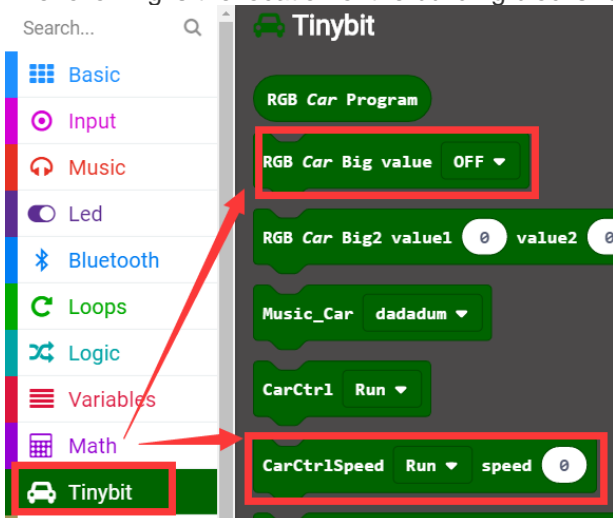 Search...
Basic
Input
Music
Led
Bluetooth
Loops
Logic
Variables
Math
Tinybit
Tinybit
RGB Car Program
RGB Car Big value OFF
RGB Car Big2 value1 0 value2 0
Music_Car dadadum
CarCtrl Run
CarCtrlSpeed Run speed 0